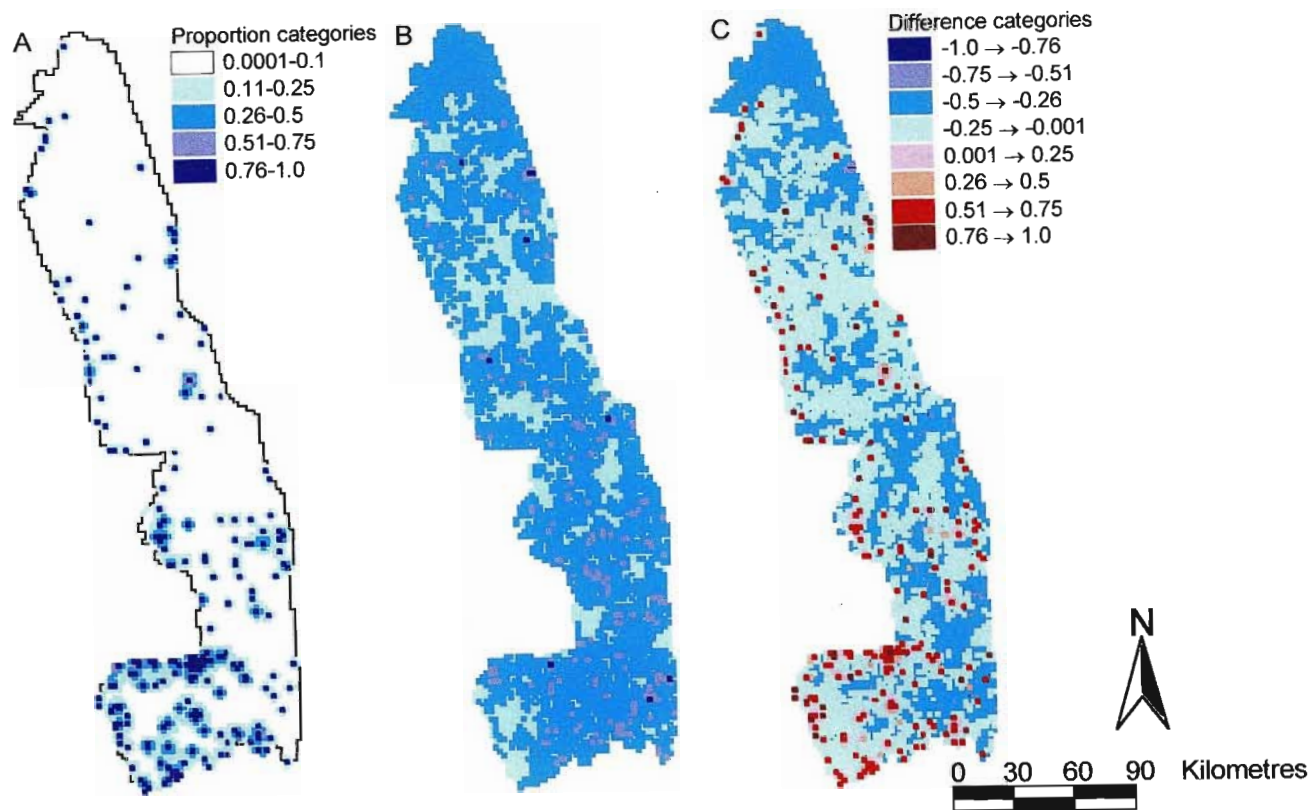 A
Proportion categories
0.0001-0.1
0.11-0.25
0.26-0.5
0.51-0.75
0.76-1.0
B
C
Difference categories
-1.0 → -0.76
-0.75 → -0.51
-0.5 → -0.26
-0.25 → -0.001
0.001 → 0.25
0.26 → 0.5
0.51 → 0.75
0.76 → 1.0
N
0 30 60 90 Kilometres